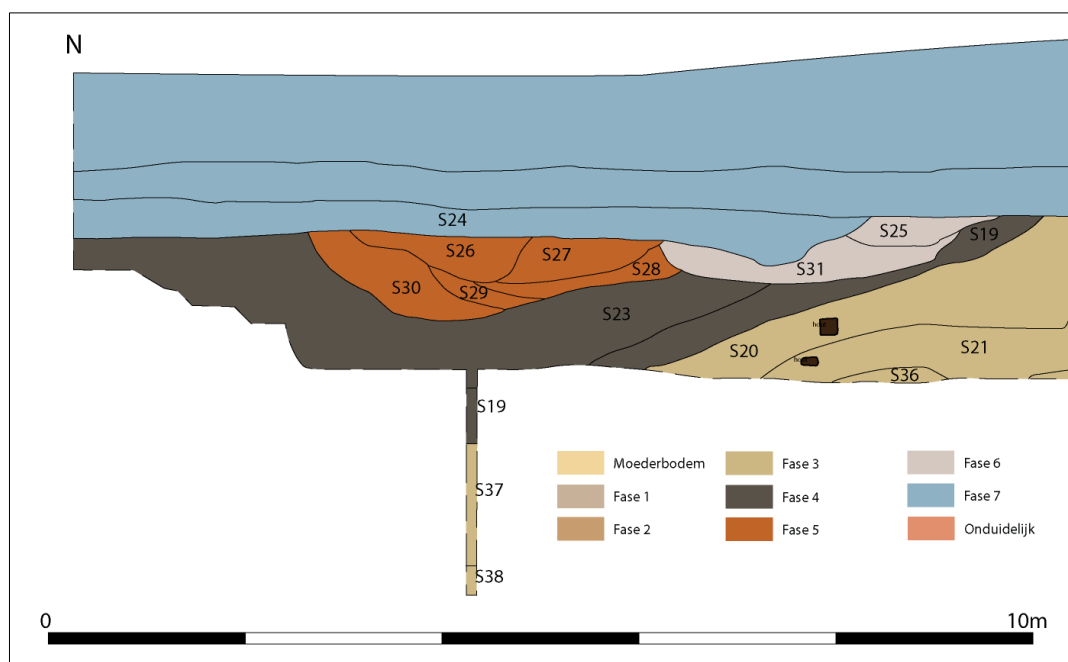 N
S24
S25
S19
S26
S27
S28
S31
S30
S29
S23
hout
S20
S21
S36
S19
S37
S38
Moederbodem
Fase 1
Fase 2
Fase 3
Fase 4
Fase 5
Fase 6
Fase 7
Onduidelijk
0
10m